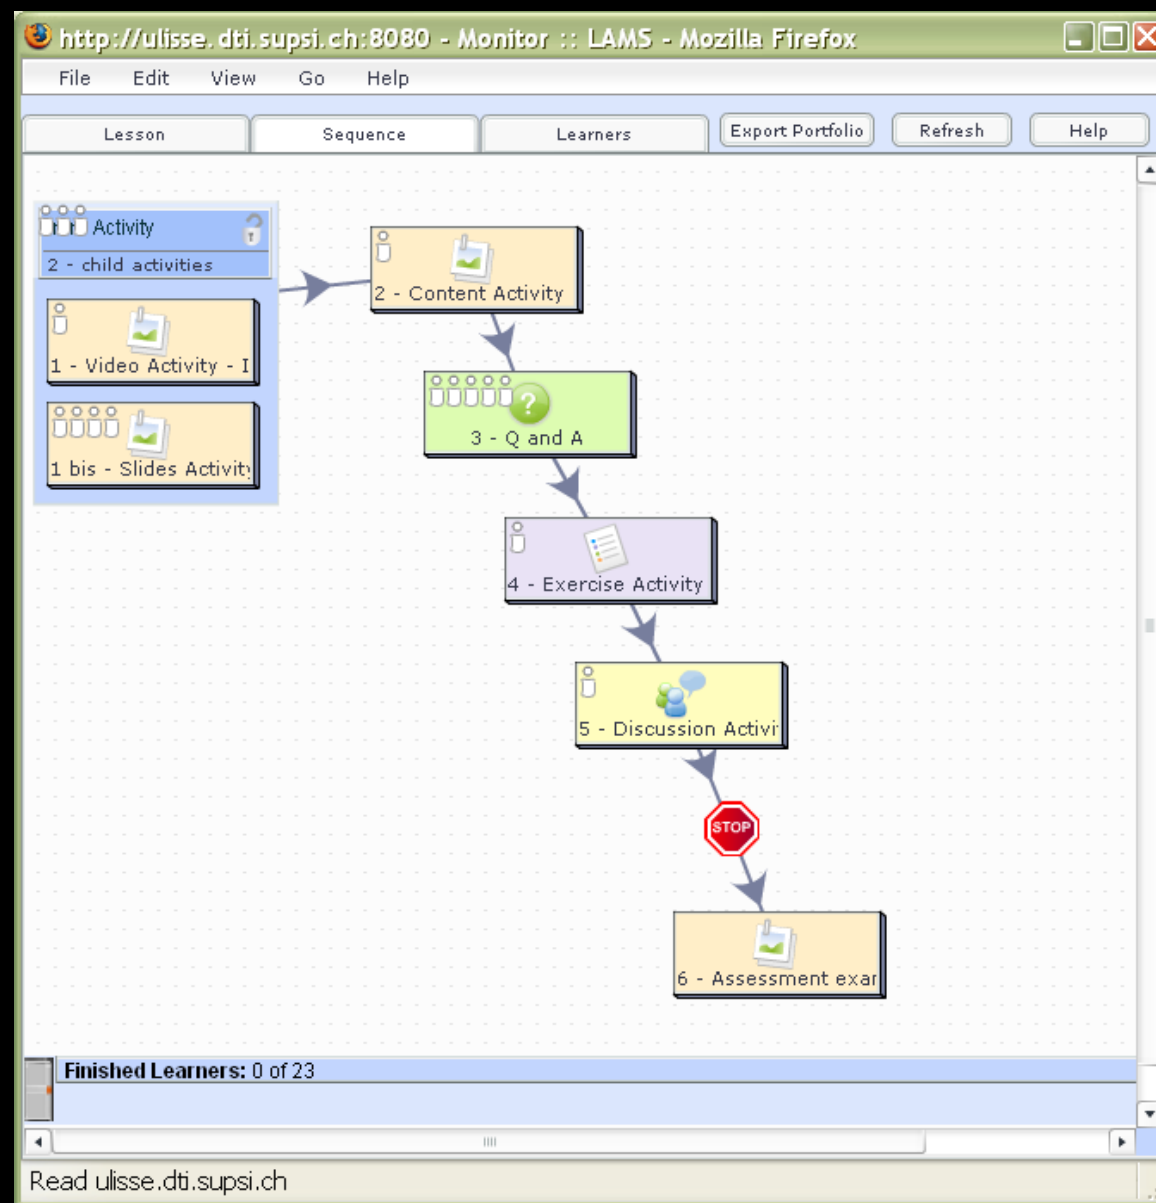 http://ulisse.dti.supsi.ch:8080 - Monitor :: LAMS - Mozilla Firefox
File Edit View Go Help
Lesson Sequence Learners Export Portfolio Refresh Help
Activity
2 - child activities
2 - Content Activity
1 - Video Activity - I
3 - Q and A
1 bis - Slides Activity
4 - Exercise Activity
5 - Discussion Activi
STOP
6 - Assessment exam
Finished Learners: 0 of 23
Read ulisse.dti.supsi.ch